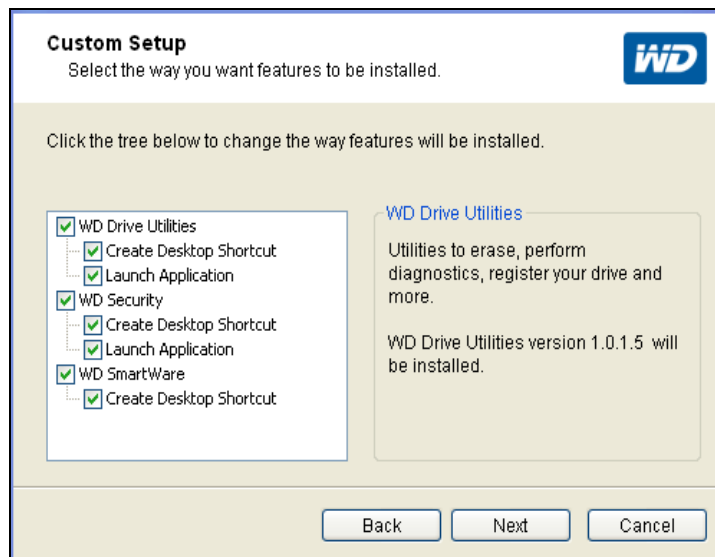 Custom Setup
Select the way you want features to be installed.
WD
Click the tree below to change the way features will be installed.
WD Drive Utilities
Create Desktop Shortcut
Launch Application
WD Security
Create Desktop Shortcut
Launch Application
WD SmartWare
Create Desktop Shortcut
WD Drive Utilities
Utilities to erase, perform
diagnostics, register your drive and
more.
WD Drive Utilities version 1.0.1.5 will
be installed.
Back
Next
Cancel